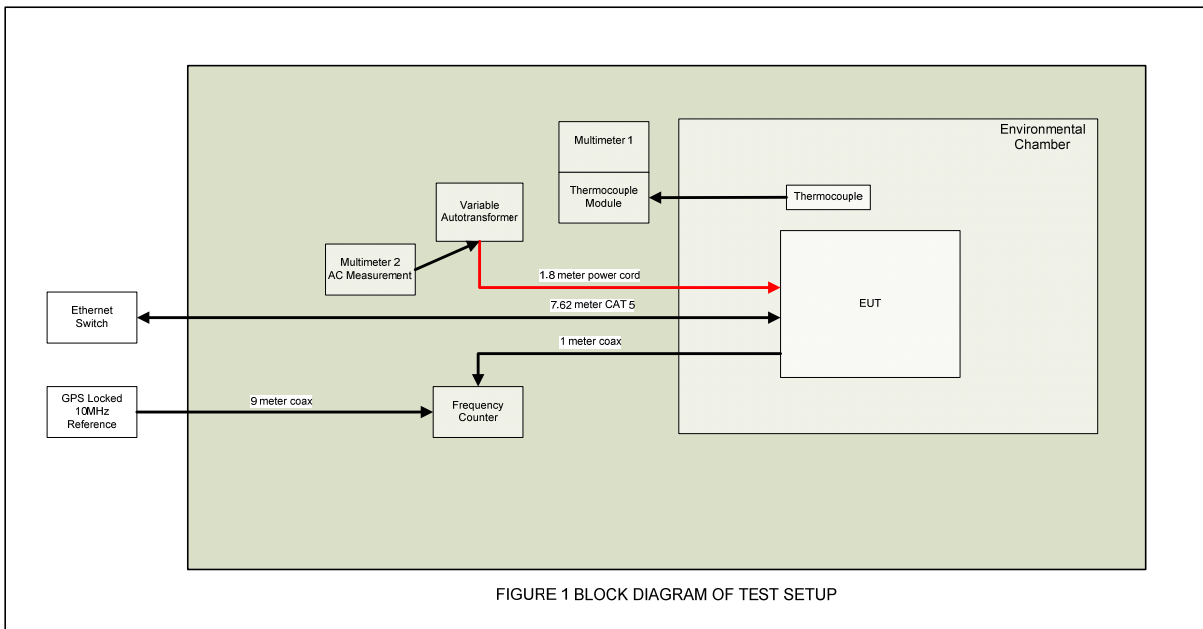 Environmental
Chamber
Multimeter 1
Thermocouple
Module
Thermocouple
Variable
Autotransformer
Multimeter 2
AC Measurement
1.8 meter power cord
EUT
7.62 meter CAT 5
Ethernet
Switch
1 meter coax
GPS Locked
10MHz
Reference
9 meter coax
Frequency
Counter
FIGURE 1 BLOCK DIAGRAM OF TEST SETUP